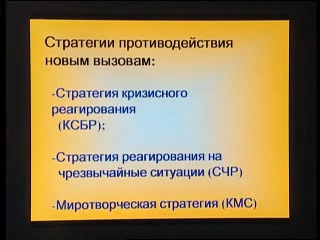 Стратегии противодействия
новым вызовам:
-Стратегия кризисного
реагирования
(КСБР);
-Стратегия реагирования на
чрезвычайные ситуации (СЧР)
-Миротворческая стратегия (КМС)